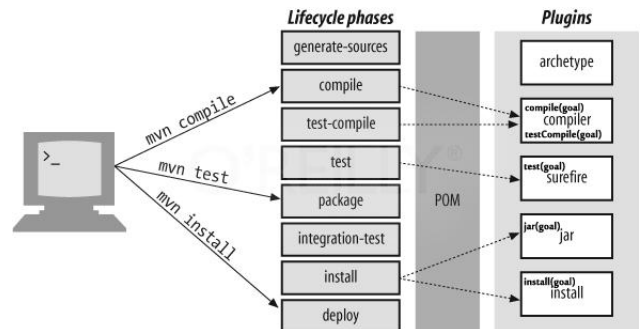 Lifecycle phases
Plugins
generate-sources
compile
test-compile
test
package
integration-test
install
deploy
>_
mvn compile
mvn test
mvn install
O'REILLY®
POM
archetype
compile(goal)
compiler
testCompile(goal)
test(goal)
surefire
jar(goal)
jar
install(goal)
install